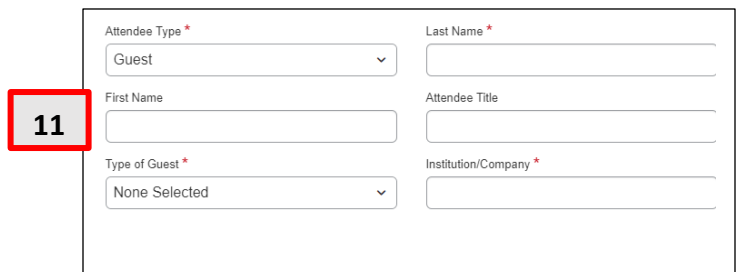 Attendee Type * Last Name *
Guest
11
First Name Attendee Title
Type of Guest * Institution/Company *
None Selected